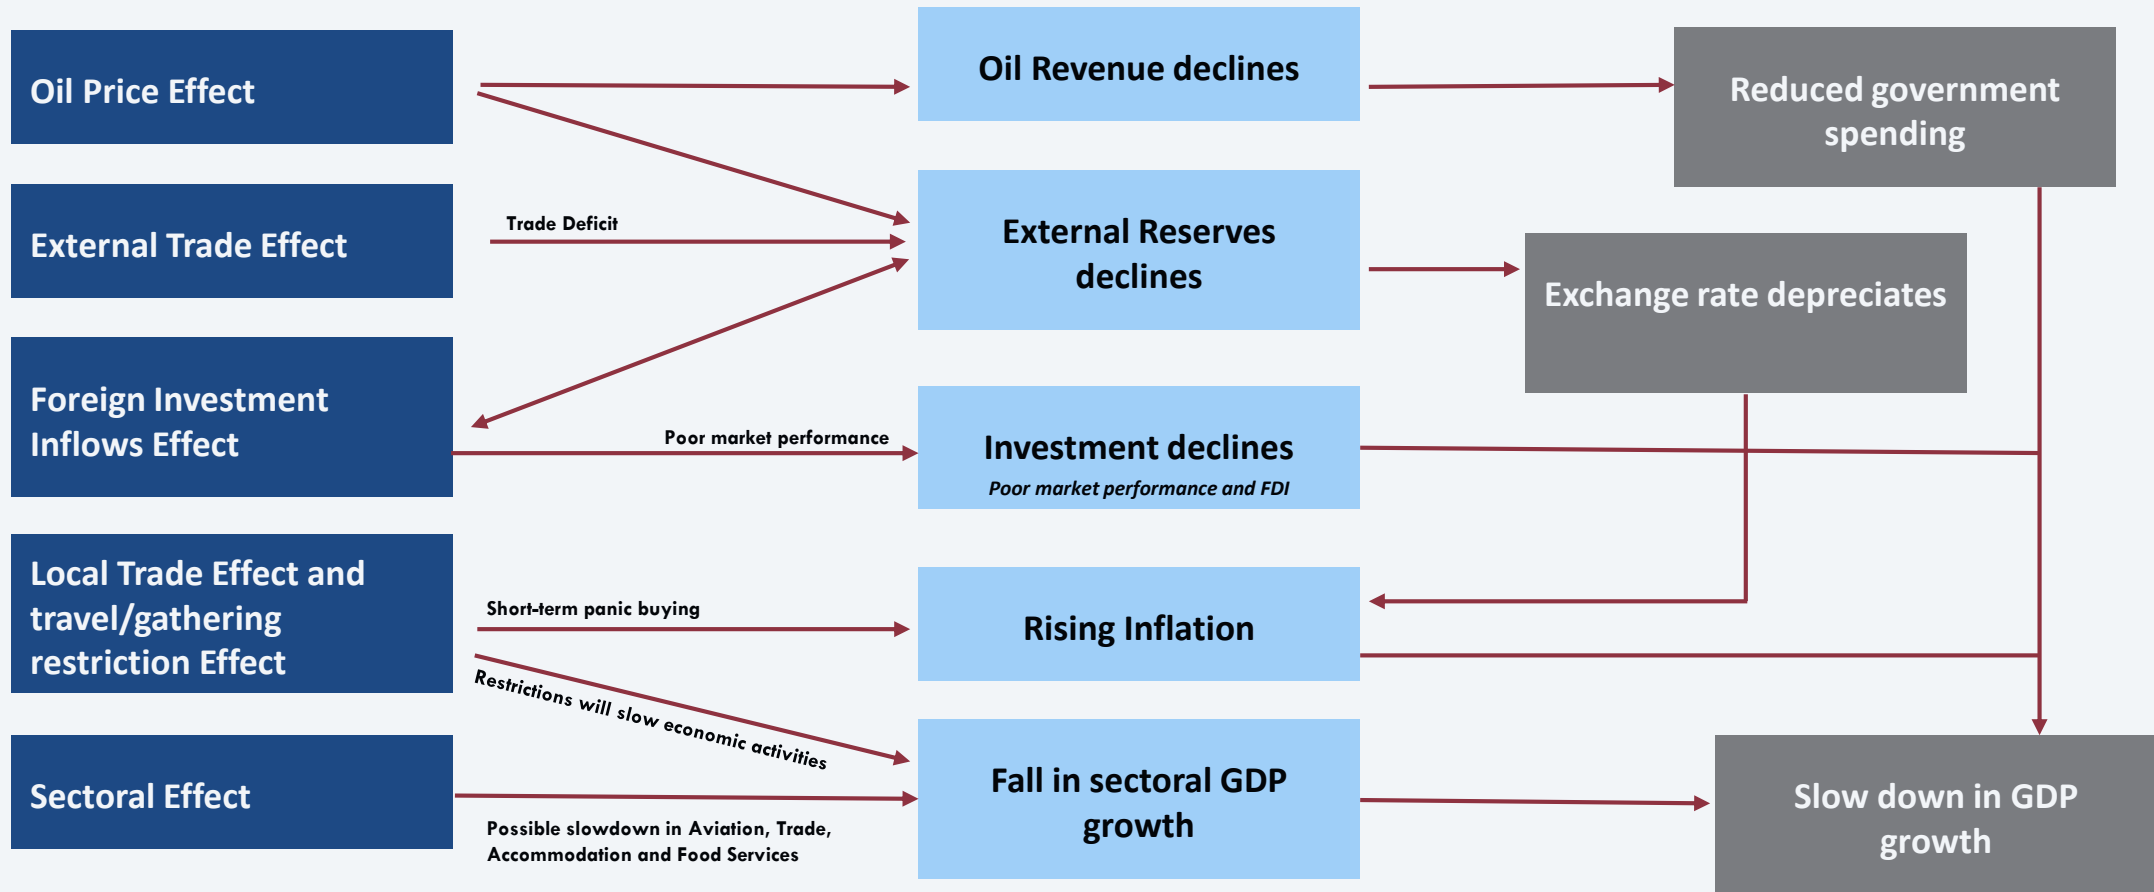 Oil Price Effect
External Trade Effect
Foreign Investment
Inflows Effect
Local Trade Effect and
travel/gathering
restriction Effect
Sectoral Effect
Trade Deficit
Poor market performance
Short-term panic buying
Restrictions will slow economic activities
Possible slowdown in Aviation, Trade,
Accommodation and Food Services
Oil Revenue declines
External Reserves
declines
Investment declines
Poor market performance and FDI
Rising Inflation
Fall in sectoral GDP
growth
Reduced government
spending
Exchange rate depreciates
Slow down in GDP
growth